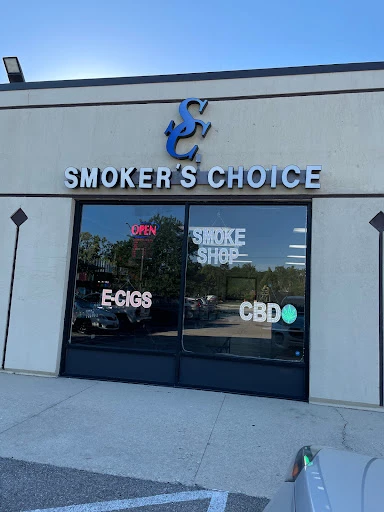 SC
SMOKER'S CHOICE
OPEN
SMOKE
SHOP
E-CIGS
CBD